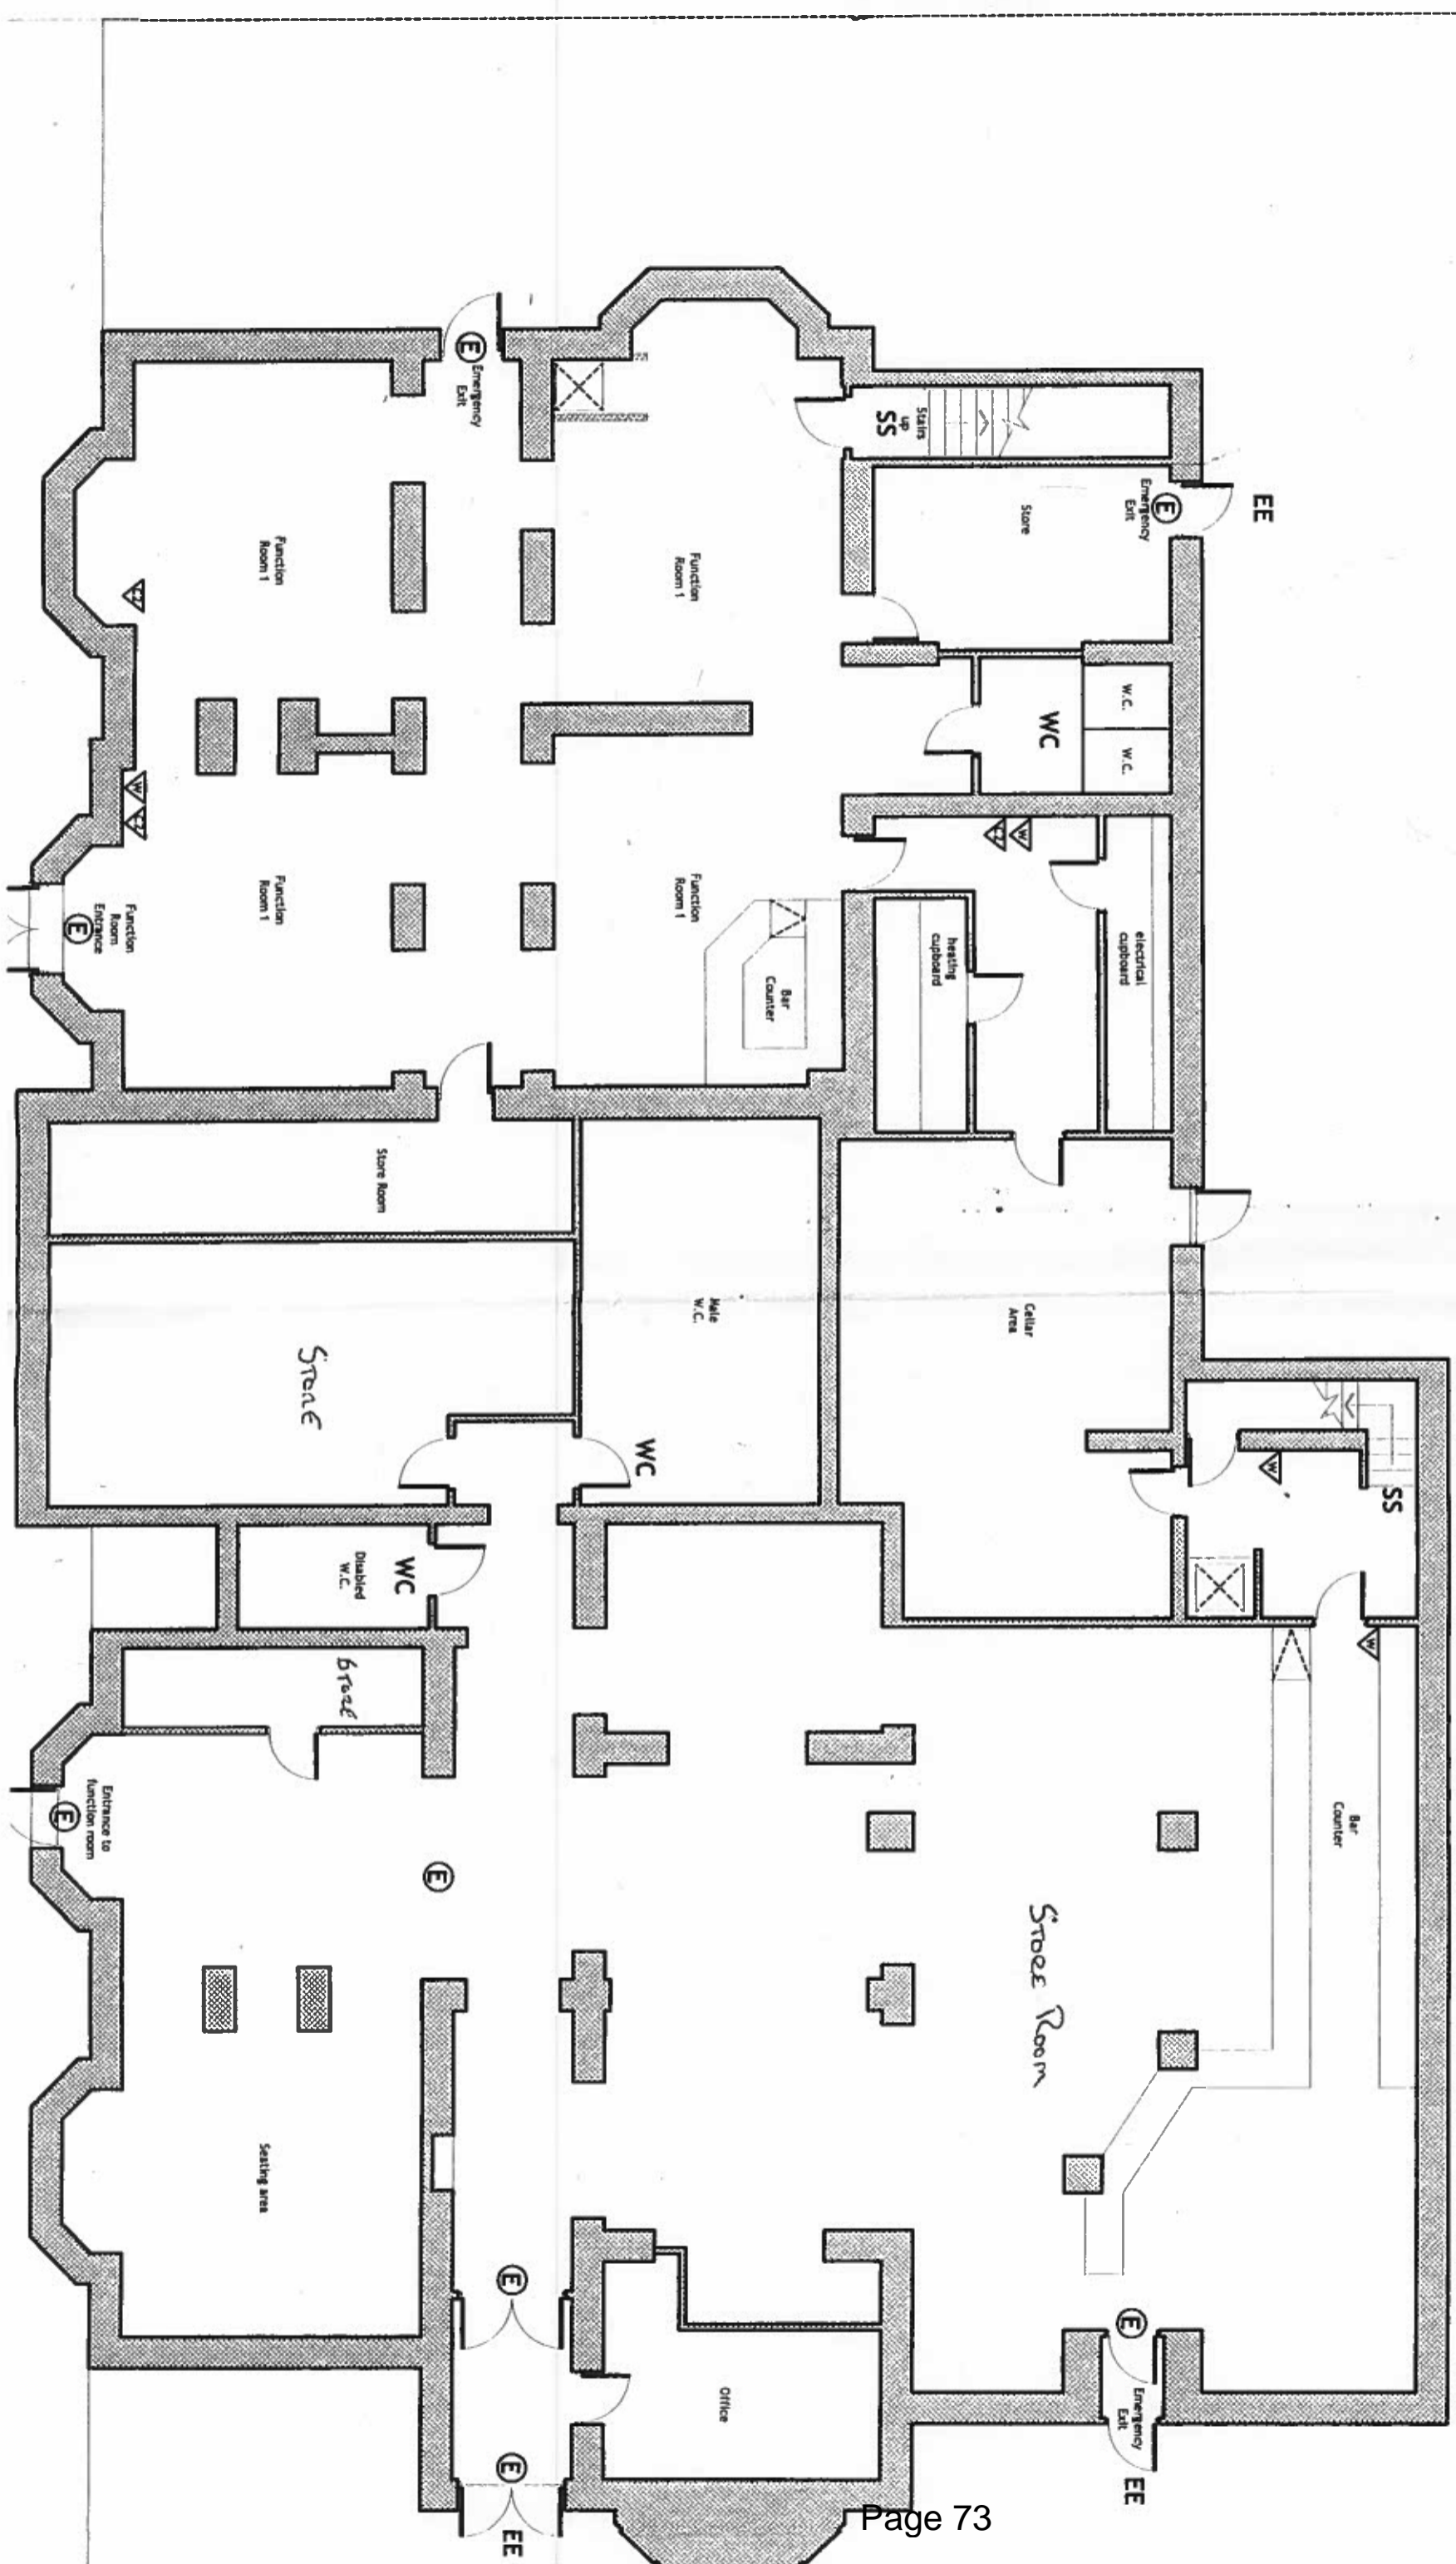 E
Emergency
Exit
Stairs
up
SS
E
Emergency
Exit
EE
Store
Function
Room 1
Function
Room 1
W.C.
W.C.
WC
W
W
electrical
cupboard
heating
cupboard
Function
Room 1
Function
Room 1
Bar
Counter
Function
Room
Entrance
E
Store Room
Male
W.C.
Cellar
Area
STORE
WC
W
SS
Disabled
W.C.
WC
W
STORE
Entrance to
function room
E
E
Bar
Counter
STORE ROOM
Seating area
E
E
Emergency
Exit
EE
Office
E
EE
Page 73